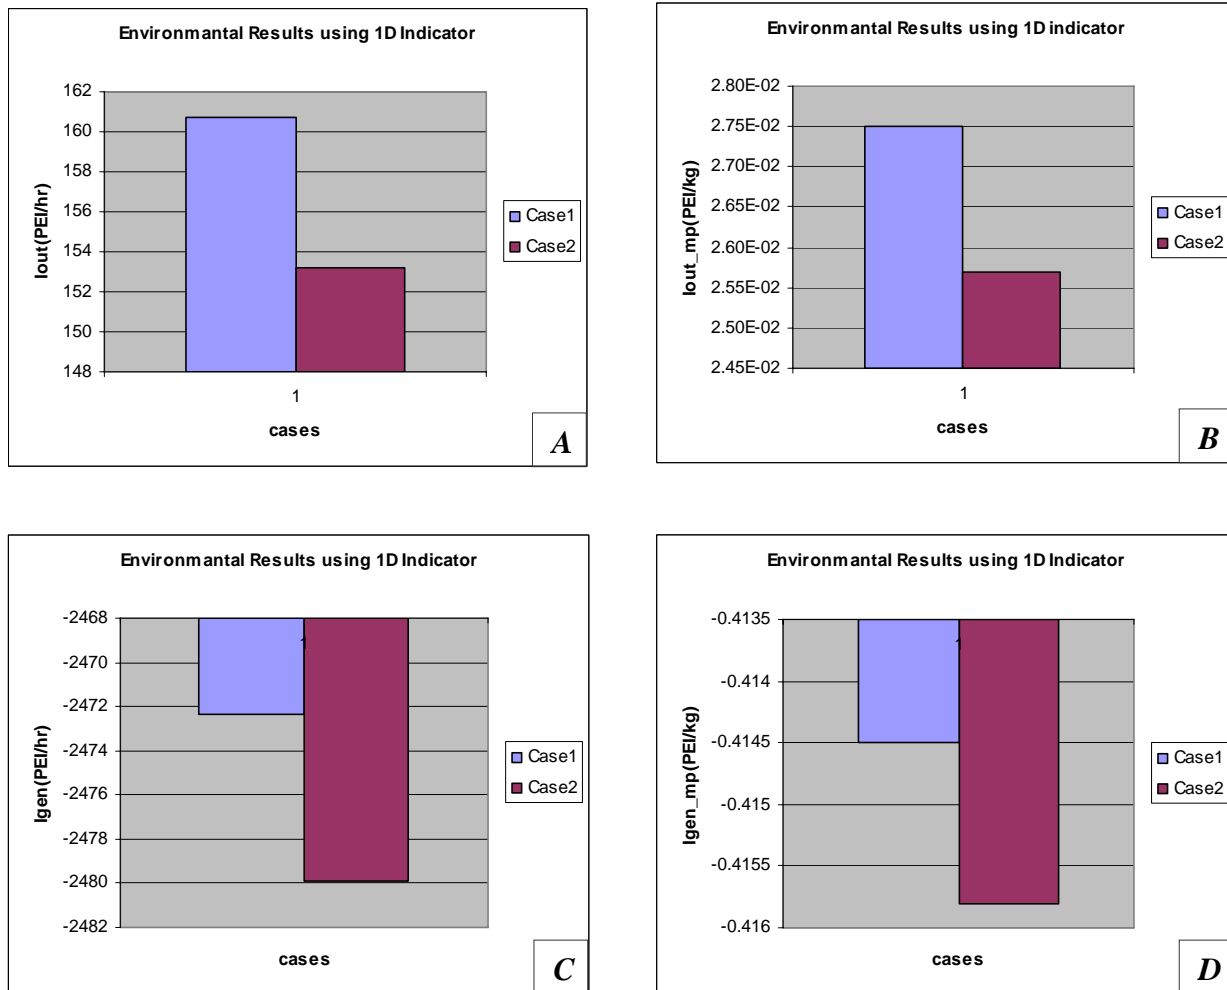 Environmantal Results using 1D Indicator
162
160
158
156
154
152
150
148
Iout(PEI/hr)
1
cases
Case1
Case2
A
Environmantal Results using 1D indicator
2.80E-02
2.75E-02
2.70E-02
2.65E-02
2.60E-02
2.55E-02
2.50E-02
2.45E-02
Iout_mp(PEI/kg)
1
cases
Case1
Case2
B
Environmantal Results using 1D Indicator
-2468
-2470
-2472
-2474
-2476
-2478
-2480
-2482
Igen(PEI/hr)
1
cases
Case1
Case2
C
Environmantal Results using 1D Indicator
-0.4135
-0.414
-0.4145
-0.415
-0.4155
-0.416
Igen_mp(PEI/kg)
1
cases
Case1
Case2
D